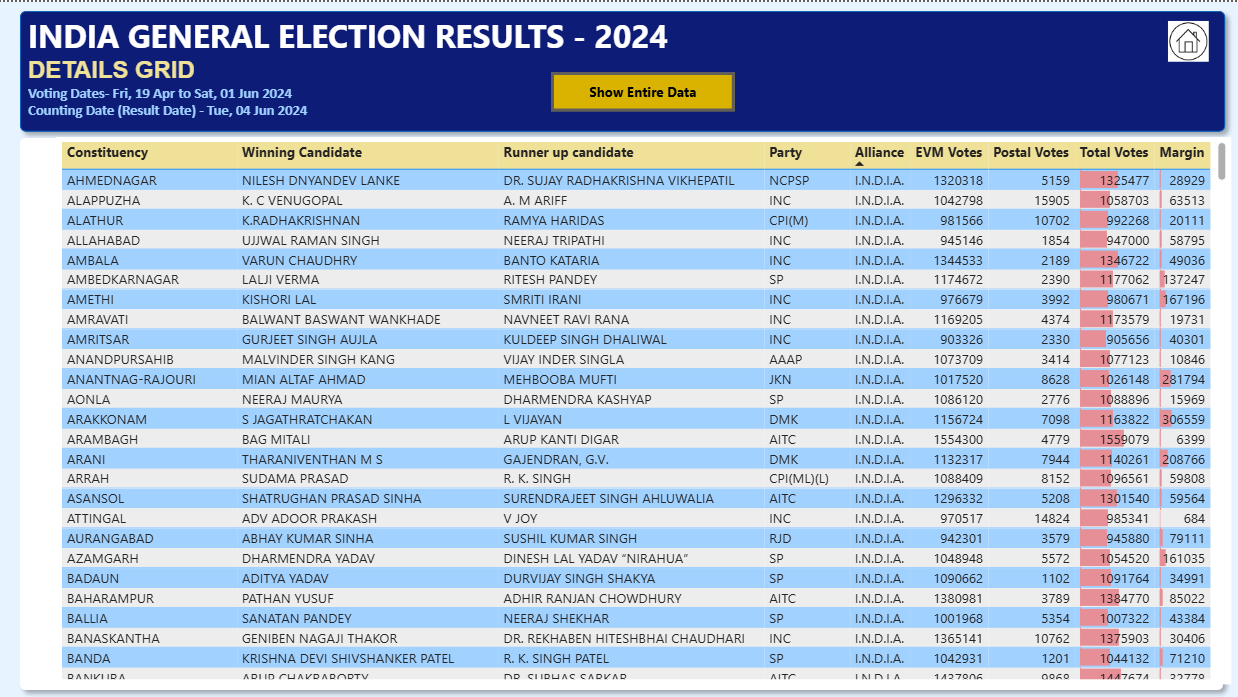 INDIA GENERAL ELECTION RESULTS - 2024
DETAILS GRID
Voting Dates- Fri, 19 Apr to Sat, 01 Jun 2024
Counting Date (Result Date) - Tue, 04 Jun 2024
Show Entire Data
Constituency Winning Candidate Runner up candidate Party Alliance EVM Votes Postal Votes Total Votes Margin
AHMEDNAGAR NILESH DNYANDEV LANKE DR. SUJAY RADHAKRISHNA VIKHEPATIL NCPSP I.N.D.I.A. 1320318 5159 1325477 28929
ALAPPUZHA K. C VENUGOPAL A. M ARIFF INC I.N.D.I.A. 1042798 15905 1058703 63513
ALATHUR K.RADHAKRISHNAN RAMYA HARIDAS CPI(M) I.N.D.I.A. 981566 10702 992268 20111
ALLAHABAD UJJWAL RAMAN SINGH NEERAJ TRIPATHI INC I.N.D.I.A. 945146 1854 947000 58795
AMBALA VARUN CHAUDHRY BANTO KATARIA INC I.N.D.I.A. 1344533 2189 1346722 49036
AMBEDKARNAGAR LALJI VERMA RITESH PANDEY SP I.N.D.I.A. 1174672 2390 1177062 137247
AMETHI KISHORI LAL SMRITI IRANI INC I.N.D.I.A. 976679 3992 980671 167196
AMRAVATI BALWANT BASWANT WANKHADE NAVNEET RAVI RANA INC I.N.D.I.A. 1169205 4374 1173579 19731
AMRITSAR GURJEET SINGH AUJLA KULDEEP SINGH DHALIWAL INC I.N.D.I.A. 903326 2330 905656 40301
ANANDPURSAHIB MALVINDER SINGH KANG VIJAY INDER SINGLA AAAP I.N.D.I.A. 1073709 3414 1077123 10846
ANANTNAG-RAJOURI MIAN ALTAF AHMAD MEHBOOBA MUFTI JKN I.N.D.I.A. 1017520 8628 1026148 281794
AONLA NEERAJ MAURYA DHARMENDRA KASHYAP SP I.N.D.I.A. 1086120 2776 1088896 15969
ARAKKONAM S JAGATHRATCHAKAN L VIJAYAN DMK I.N.D.I.A. 1156724 7098 1163822 306559
ARAMBAGH BAG MITALI ARUP KANTI DIGAR AITC I.N.D.I.A. 1554300 4779 1559079 6399
ARANI THARANIVENTHAN M S GAJENDRAN, G.V. DMK I.N.D.I.A. 1132317 7944 1140261 208766
ARRAH SUDAMA PRASAD R. K. SINGH CPI(ML)(L) I.N.D.I.A. 1088409 8152 1096561 59808
ASANSOL SHATRUGHAN PRASAD SINHA SURENDRAJEET SINGH AHLUWALIA AITC I.N.D.I.A. 1296332 5208 1301540 59564
ATTINGAL ADV ADOOR PRAKASH V JOY INC I.N.D.I.A. 970517 14824 985341 684
AURANGABAD ABHAY KUMAR SINHA SUSHIL KUMAR SINGH RJD I.N.D.I.A. 942301 3579 945880 79111
AZAMGARH DHARMENDRA YADAV DINESH LAL YADAV “NIRAHUA” SP I.N.D.I.A. 1048948 5572 1054520 161035
BADAUN ADITYA YADAV DURVIJAY SINGH SHAKYA SP I.N.D.I.A. 1090662 1102 1091764 34991
BAHARAMPUR PATHAN YUSUF ADHIR RANJAN CHOWDHURY AITC I.N.D.I.A. 1380981 3789 1384770 85022
BALLIA SANATAN PANDEY NEERAJ SHEKHAR SP I.N.D.I.A. 1001968 5354 1007322 43384
BANASKANTHA GENIBEN NAGAJI THAKOR DR. REKHABEN HITESHBHAI CHAUDHARI INC I.N.D.I.A. 1365141 10762 1375903 30406
BANDA KRISHNA DEVI SHIVSHANKER PATEL R. K. SINGH PATEL SP I.N.D.I.A. 1042931 1201 1044132 71210
BANKURA ARUP CHAKRABORTY DR. SUBHAS SARKAR AITC I.N.D.I.A. 1437806 9868 1447674 32778